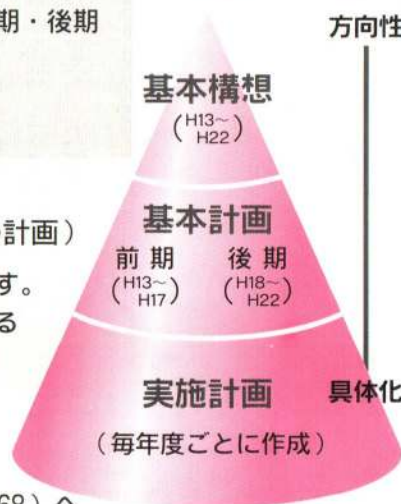 期・後期
方向性
基本構想
(H13~
H22)
計画)
基本計画
前期 後期
(H13~ (H18~
H17) H22)
す。
る
実施計画
具体化
(毎年度ごとに作成)
68)へ